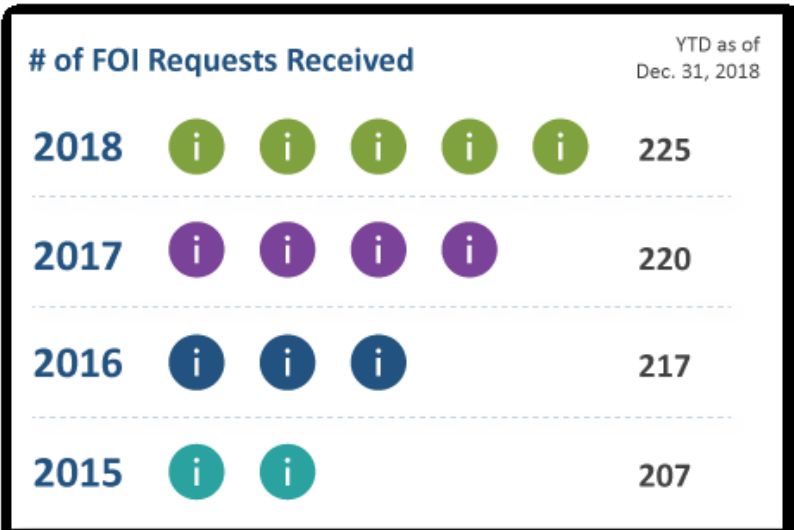 # of FOI Requests Received
YTD as of
Dec. 31, 2018
2018 i i i i i 225
2017 i i i i 220
2016 i i i 217
2015 i i 207